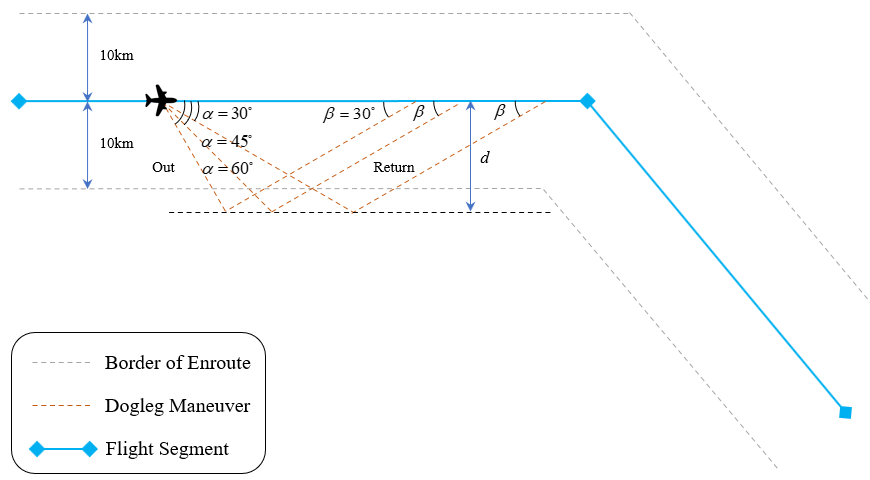 10km
α = 30°
β = 30°
β
β
10km
α = 45°
Out
α = 60°
Return
d
Border of Enroute
Dogleg Maneuver
Flight Segment